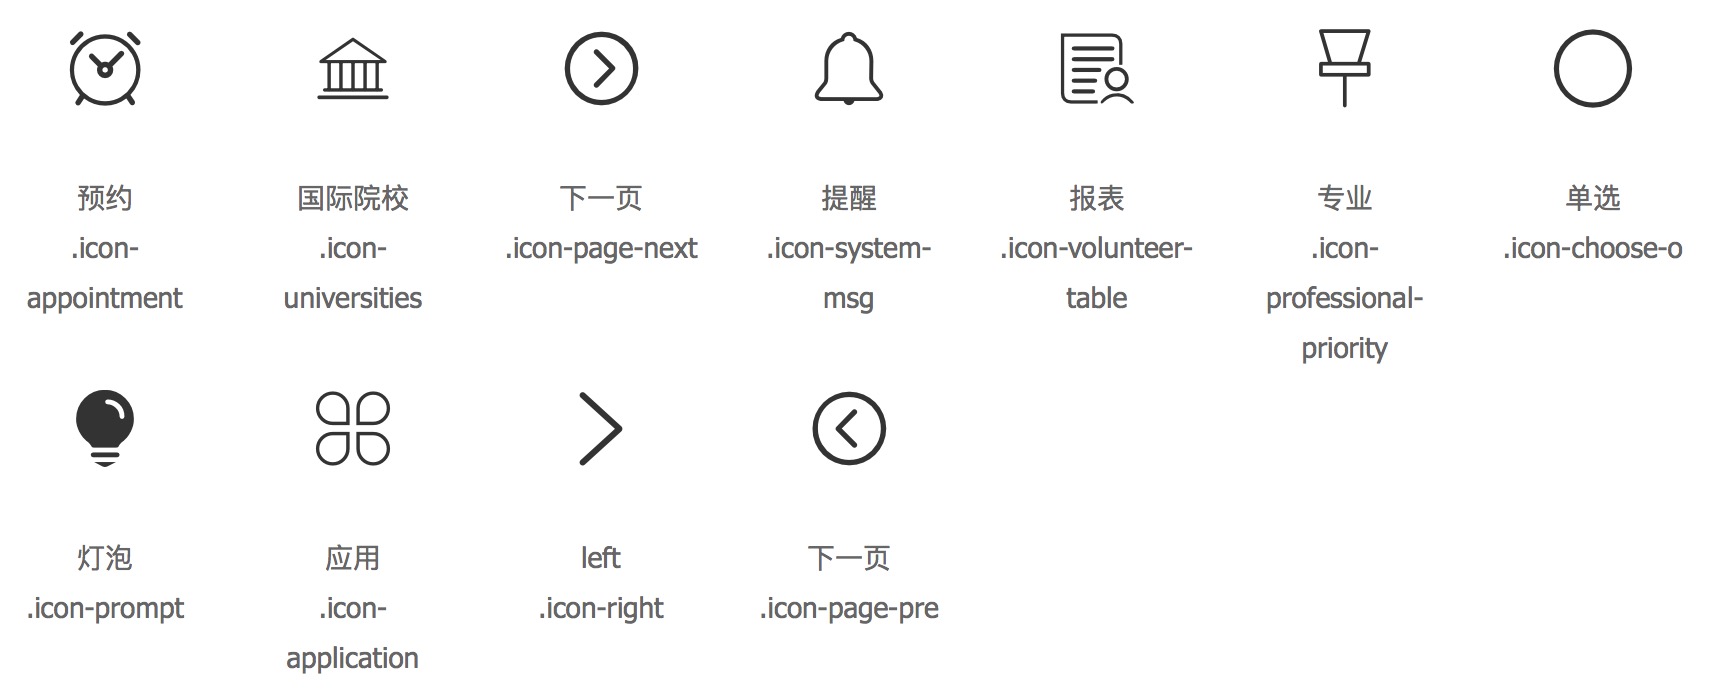 预约
.icon-
appointment
国际院校
.icon-
universities
下一页
.icon-page-next
提醒
.icon-system-
msg
报表
.icon-volunteer-
table
专业
.icon-
professional-
priority
单选
.icon-choose-o
灯泡
.icon-prompt
应用
.icon-
application
left
.icon-right
下一页
.icon-page-pre